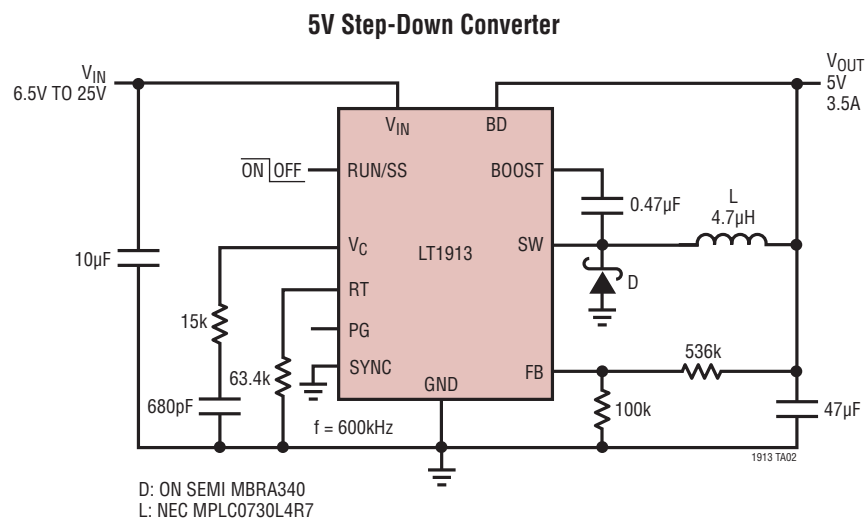 5V Step-Down Converter
VIN
6.5V TO 25V
VOUT
5V
3.5A
VIN
BD
ON OFF
RUN/SS
BOOST
0.47µF
L
4.7µH
10µF
VC
LT1913
SW
RT
D
15k
PG
63.4k
SYNC
FB
536k
GND
680pF
f = 600kHz
100k
47µF
1913 TA02
D: ON SEMI MBRA340
L: NEC MPLC0730L4R7